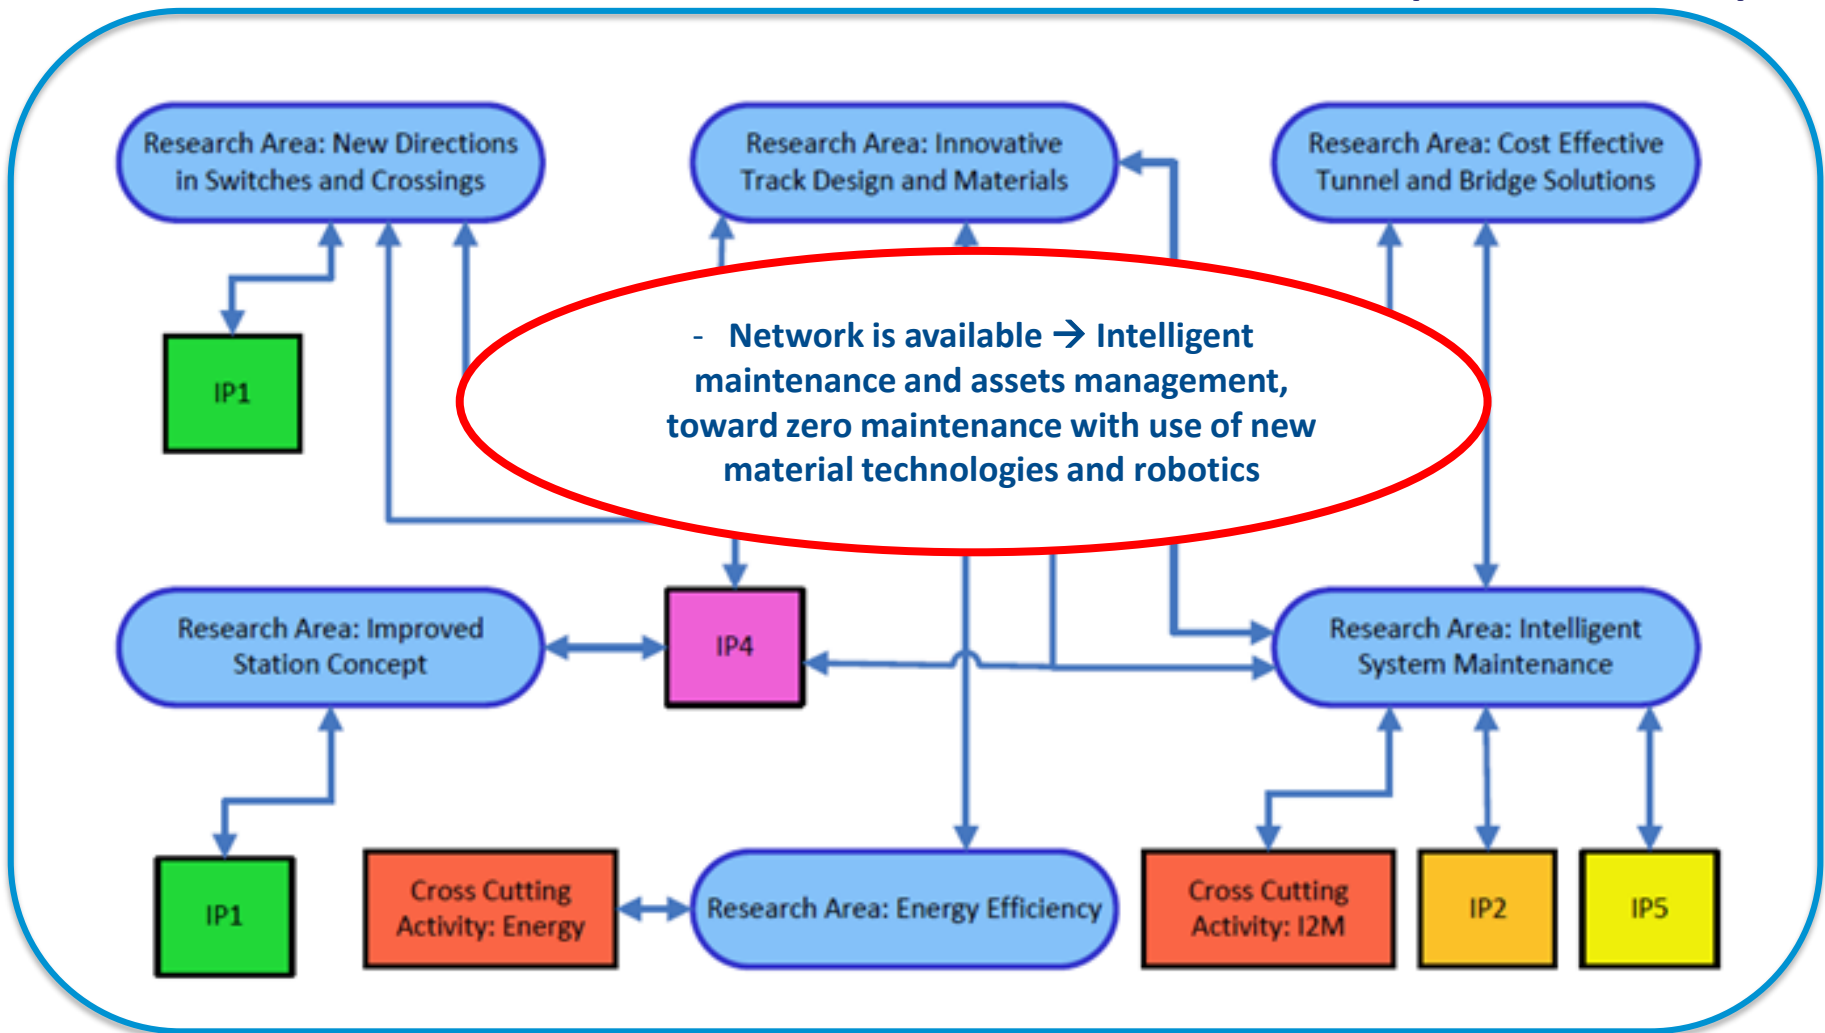 Research Area: New Directions
in Switches and Crossings
Research Area: Innovative
Track Design and Materials
Research Area: Cost Effective
Tunnel and Bridge Solutions
- Network is available → Intelligent
maintenance and assets management,
toward zero maintenance with use of new
material technologies and robotics
IP1
Research Area: Improved
Station Concept
IP4
Research Area: Intelligent
System Maintenance
IP1
Cross Cutting
Activity: Energy
Research Area: Energy Efficiency
Cross Cutting
Activity: I2M
IP2
IP5